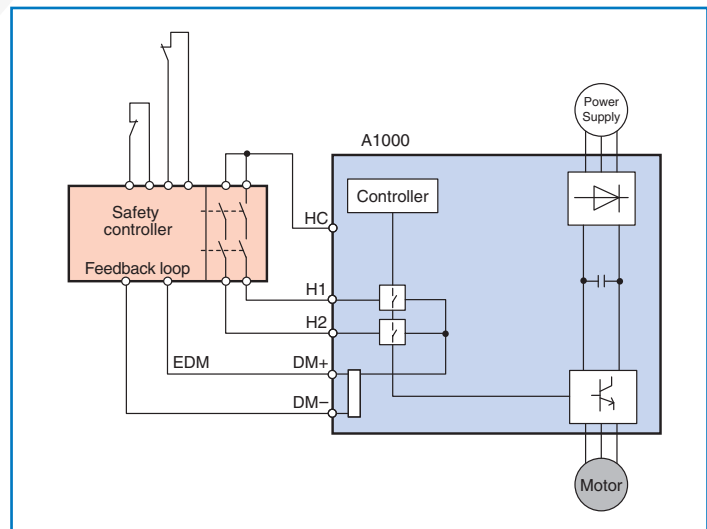 Power
Supply
A1000
Controller
Safety
controller
HC
Feedback loop
H1
H2
EDM
DM+
DM−
Motor